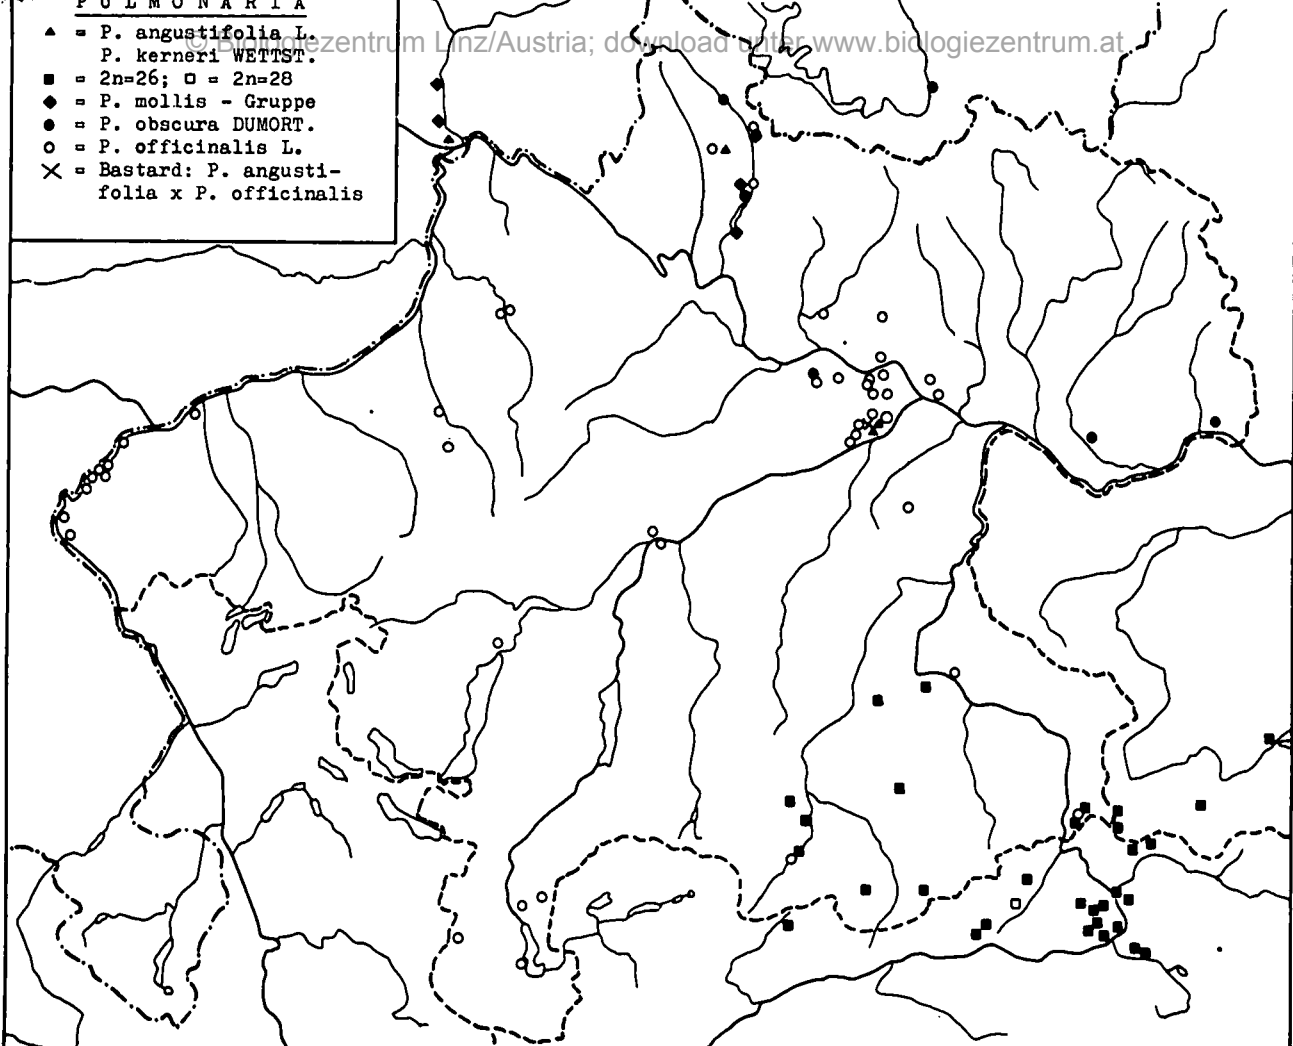 PULMONARIA
▲ = P. angustifolia L.
© Biologiezentrum Linz/Austria; download unter www.biologiezentrum.at
P. kerneri WETTST.
■ = 2n=26; □ = 2n=28
◆ = P. mollis - Gruppe
● = P. obscura DUMORT.
○ = P. officinalis L.
✕ = Bastard: P. angusti-
folia x P. officinalis